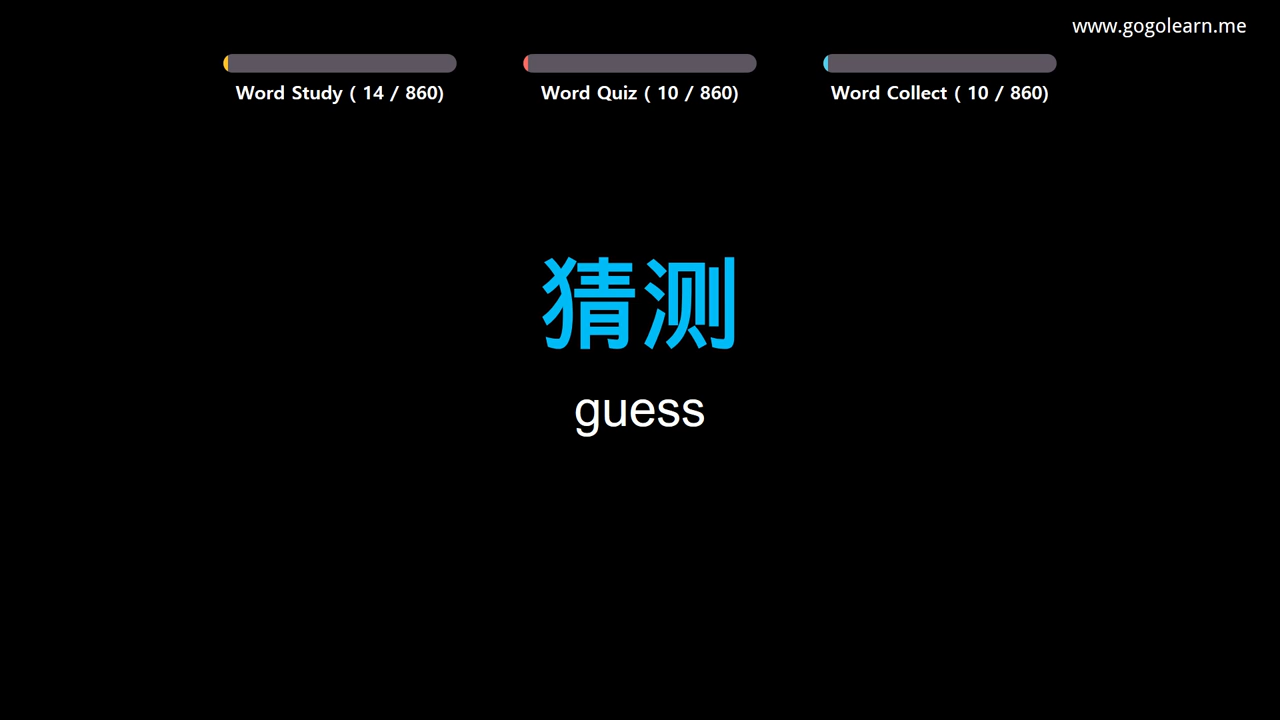 www.gogolearn.me
Word Study ( 14 / 860)
Word Quiz ( 10 / 860)
Word Collect ( 10 / 860)
猜测
guess